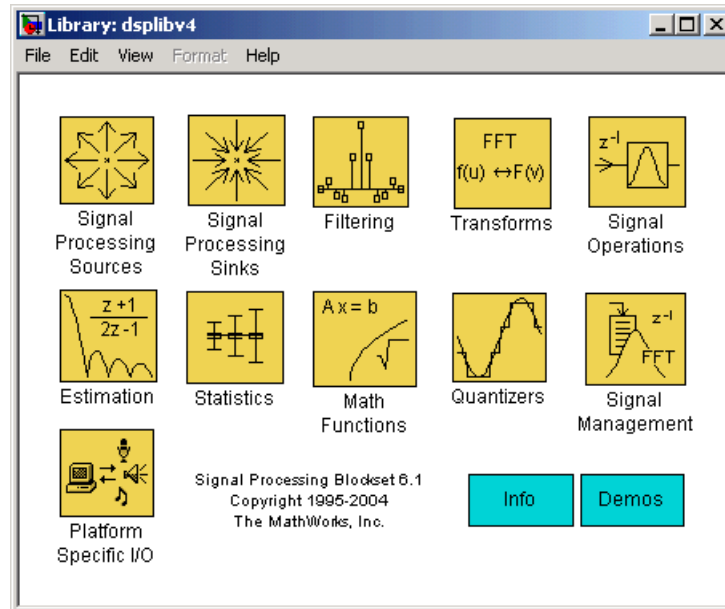 Library: dsplibv4
File Edit View Format Help
FFT
f(u) ↔F(v)
z-1
Signal
Processing
Sources
Signal
Processing
Sinks
Filtering
Transforms
Signal
Operations
z+1
2z-1
Ax=b
z-1
FFT
Estimation
Statistics
Math
Functions
Quantizers
Signal
Management
Platform
Specific I/O
Signal Processing Blockset 6.1
Copyright 1995-2004
The MathWorks, Inc.
Info
Demos